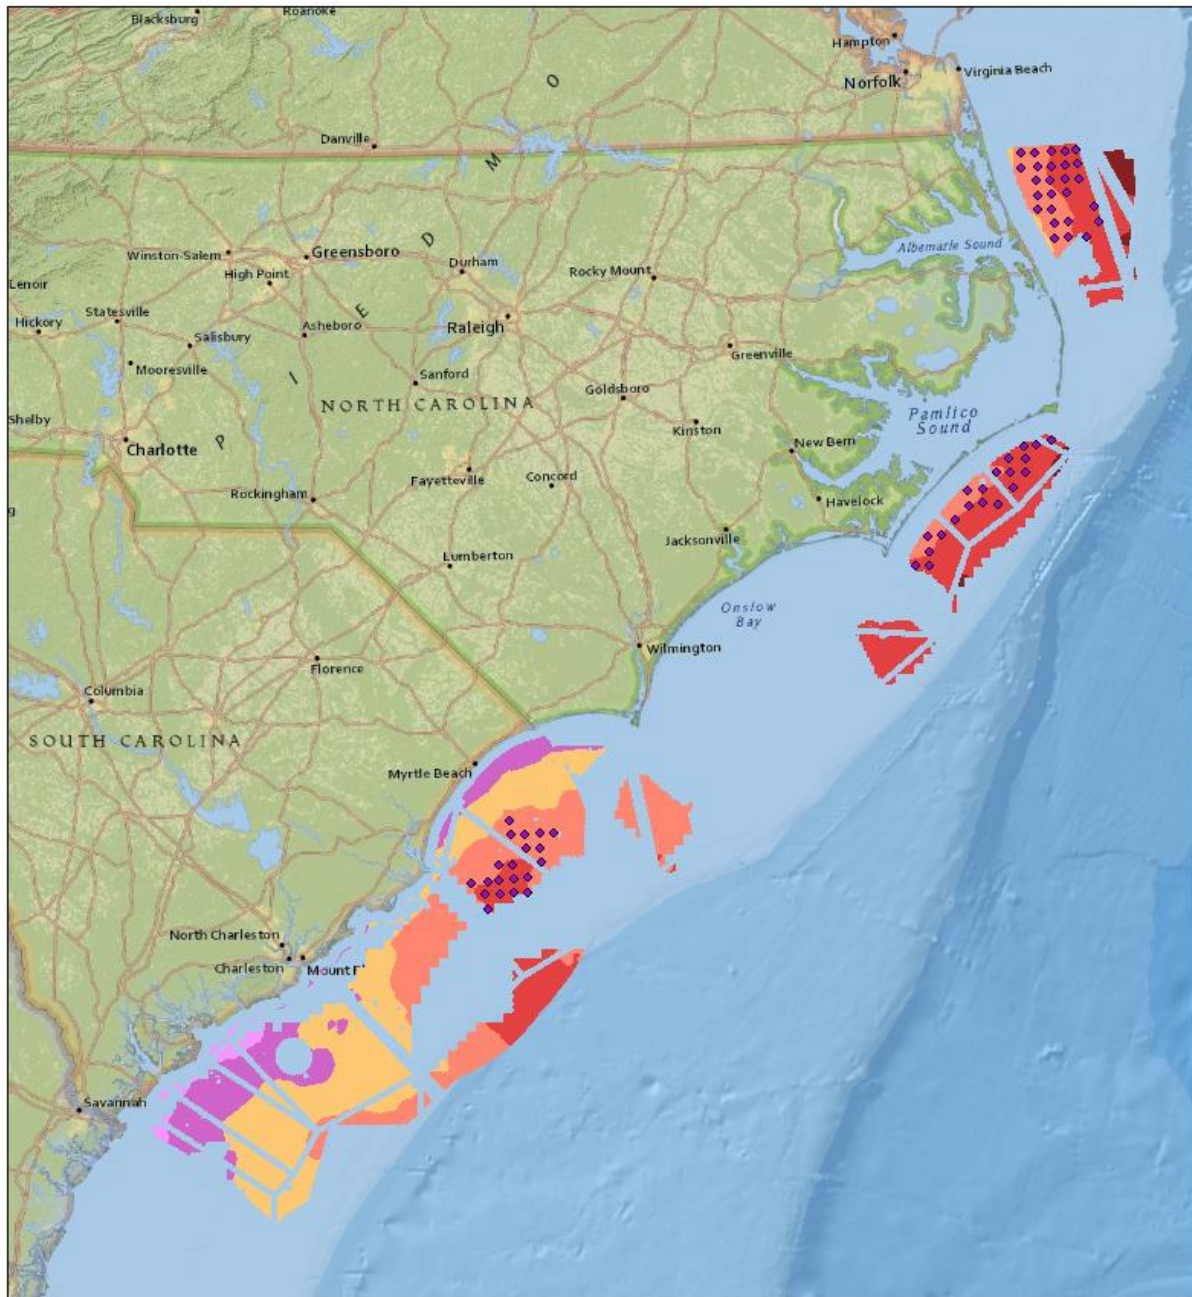 Blacksburg
Roanoke
Hampton
Norfolk
Virginia Beach
O
Danville
M
D
Albemarle Sound
Winston-Salem
Greensboro
Durham
Rocky Mount
High Point
Lenoir
E
Statesville
Hickory
Asheboro
Raleigh
Salisbury
Greenville
Mooresville
I
Sanford
Goldsboro
NORTH CAROLINA
Shelby
Pamlico
Sound
Kinston
P
Charlotte
New Bern
Fayetteville
Concord
Rockingham
Havelock
g
Jacksonville
Lumberton
Onslow
Bay
Wilmington
Florence
Columbia
SOUTH CAROLINA
Myrtle Beach
North Charleston
Charleston
Mount Pl
Savannah